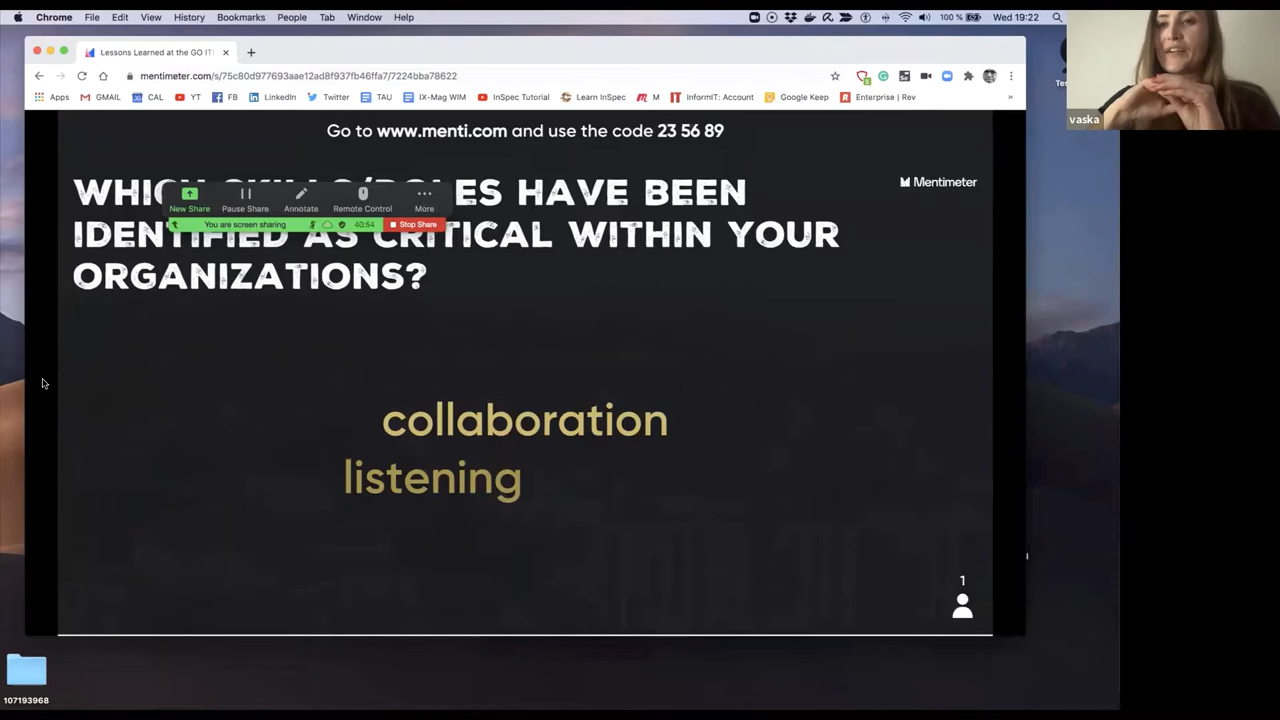 Chrome File Edit View History Bookmarks People Tab Window Help
100 % Wed 19:22
Lessons Learned at the GO IT
mentimeter.com/s/75c80d977693aae12ad8f937fb46ffa7/7224bba78622
Apps GMAIL CAL YT FB LinkedIn Twitter TAU IX-Mag WIM InSpec Tutorial Learn InSpec M InformIT: Account Google Keep Enterprise | Rev »
vaska
Go to www.menti.com and use the code 23 56 89
Mentimeter
HAVE BEEN
IDENTIFIED AS CRITICAL WITHIN YOUR
ORGANIZATIONS?
New Share Pause Share Annotate Remote Control More
You are screen sharing 40:54 Stop Share
collaboration
listening
1
107193968